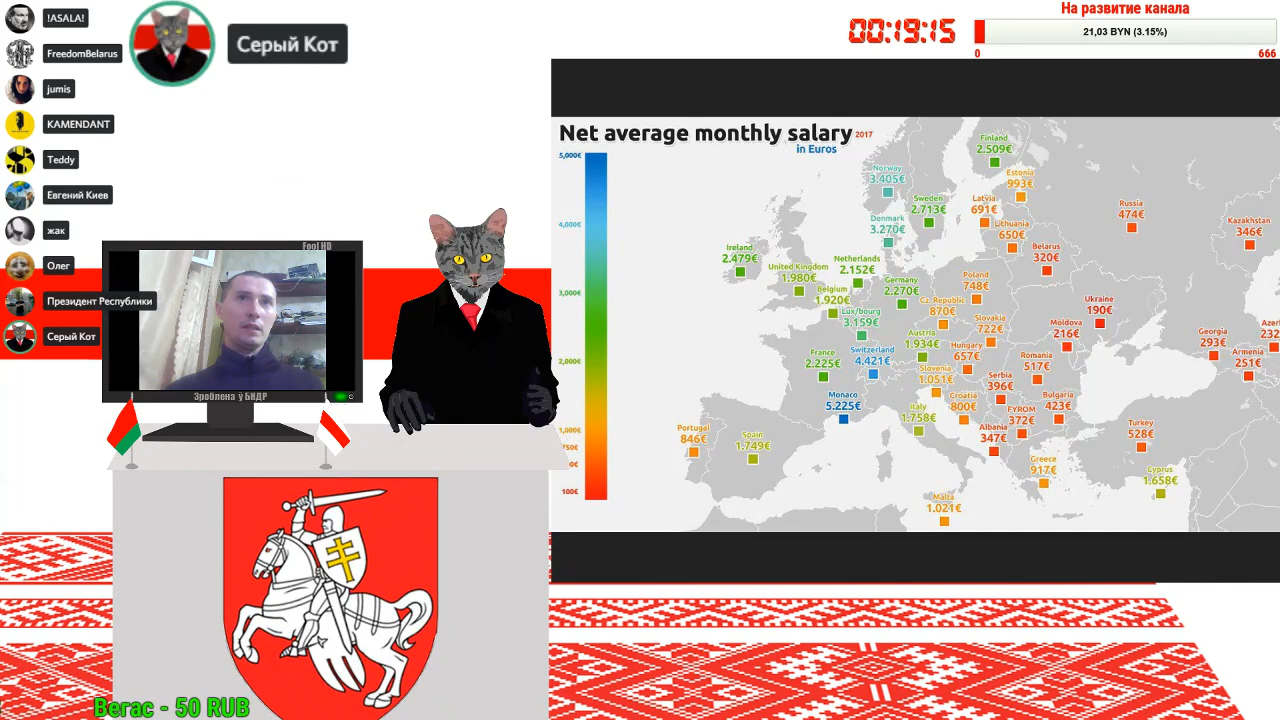 !ASALA!
FreedomBelarus
jumis
KAMENDANT
Teddy
Евгений Киев
жак
Олег
Президент Республики
Серый Кот
Серый Кот
00:19:15
На развитие канала
21,03 BYN (3.15%)
0
666
Fool HD
Зроблена ў БНДР
Вегас - 50 RUB
Net average monthly salary 2017
in Euros
5,000€
4,000€
3,000€
2,000€
1,000€
750€
100€
Finland
2.509€
Norway
3.405€
Estonia
993€
Sweden
2.713€
Latvia
691€
Russia
474€
Denmark
3.270€
Lithuania
650€
Kazakhstan
346€
Ireland
2.479€
Belarus
320€
United Kingdom
1.980€
Netherlands
2.152€
Germany
2.270€
Poland
748€
Belgium
1.920€
Cz. Republic
870€
Ukraine
190€
Lux/bourg
3.159€
Slovakia
722€
Moldova
216€
Austria
1.934€
Georgia
293€
Azer
232
France
2.225€
Switzerland
4.421€
Hungary
657€
Romania
517€
Armenia
251€
Slovenia
1.051€
Serbia
396€
Monaco
5.225€
Croatia
800€
Bulgaria
423€
Italy
1.758€
FYROM
372€
Albania
347€
Portugal
846€
Spain
1.749€
Turkey
528€
Greece
917€
Cyprus
1.658€
Malta
1.021€